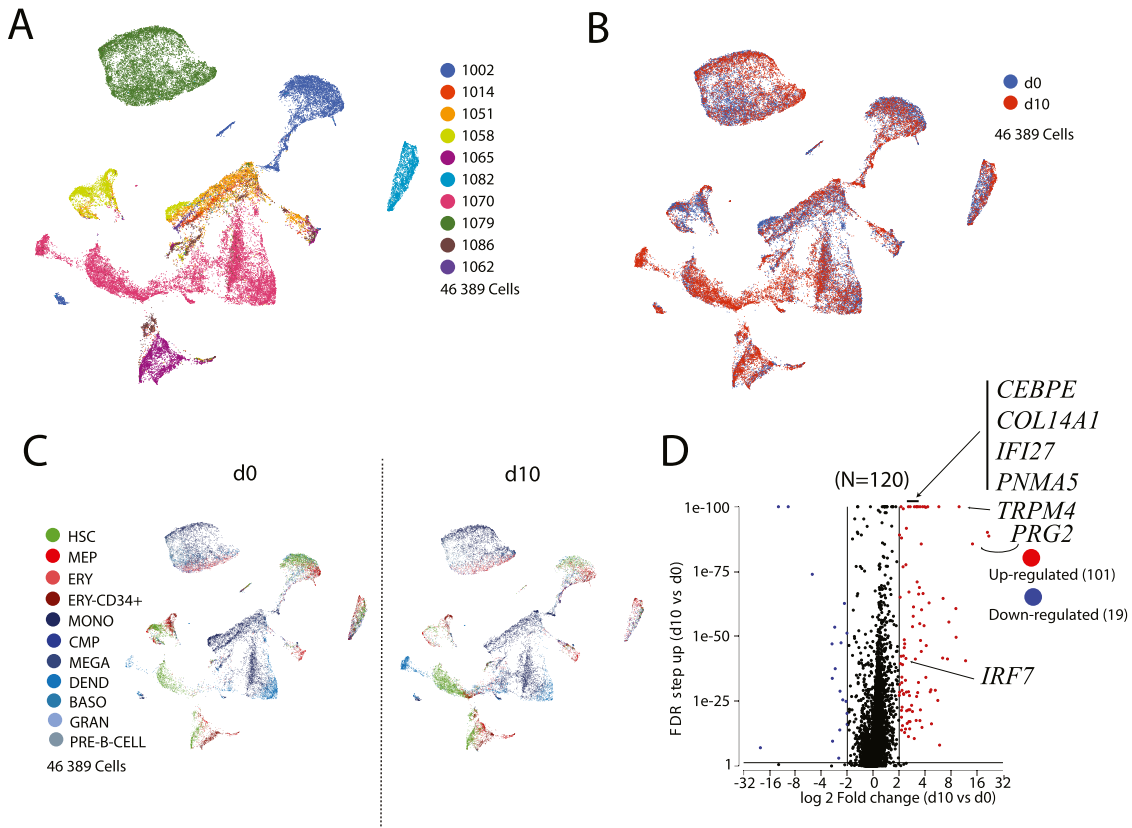 A
1002
1014
1051
1058
1065
1082
1070
1079
1086
1062
46 389 Cells
B
d0
d10
46 389 Cells
C
d0
d10
HSC
MEP
ERY
ERY-CD34+
MONO
CMP
MEGA
DEND
BASO
GRAN
PRE-B-CELL
46 389 Cells
D
(N=120)
CEBPE
COL14A1
IFI27
PNMA5
TRPM4
PRG2
Up-regulated (101)
Down-regulated (19)
IRF7
FDR step up (d10 vs d0)
1e-100
1e-75
1e-50
1e-25
1
-32 -16 -8 -4 -2 0 2 4 8 16 32
log 2 Fold change (d10 vs d0)